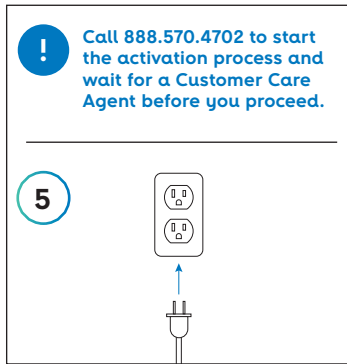 !
Call 888.570.4702 to start
the activation process and
wait for a Customer Care
Agent before you proceed.
5